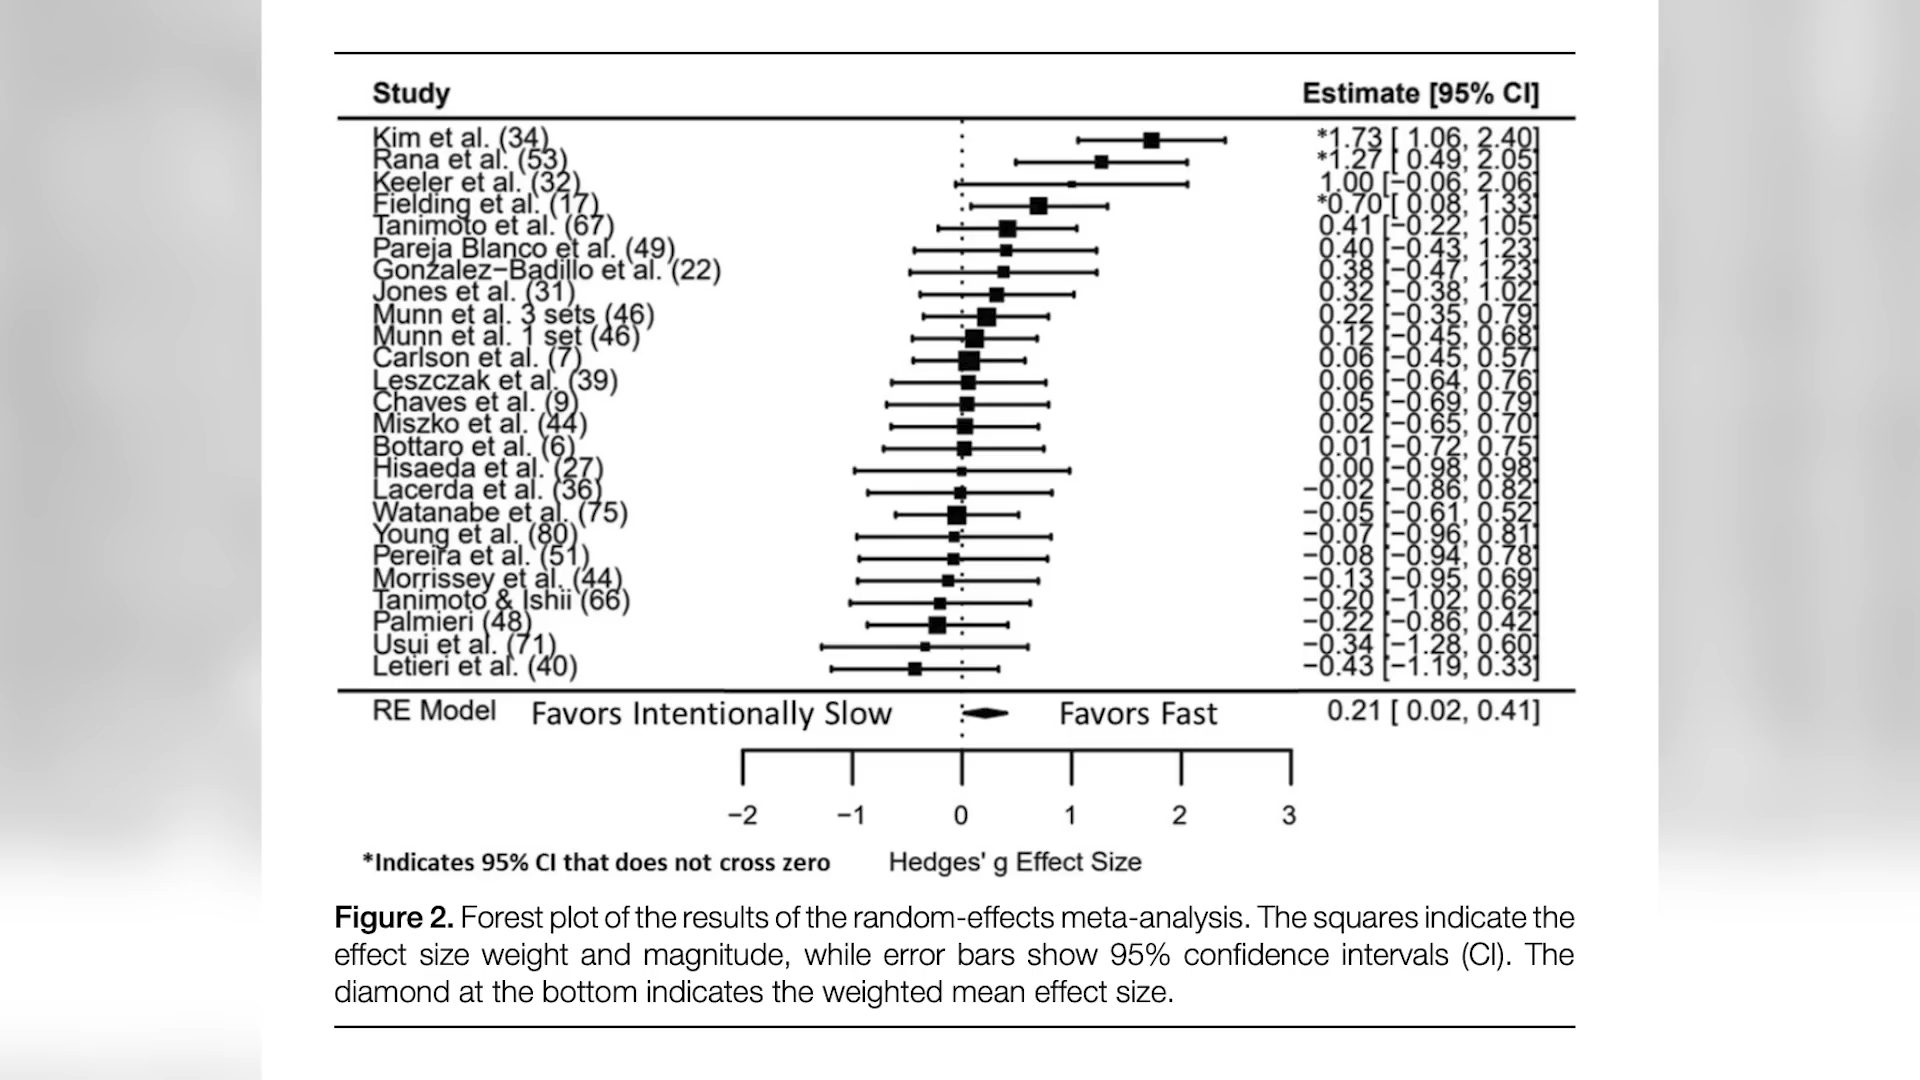 Study Estimate [95% CI]
Kim et al. (34) *1.73 [ 1.06, 2.40]
Rana et al. (53) *1.27 [ 0.49, 2.05]
Keeler et al. (32) 1.00 [−0.06, 2.06]
Fielding et al. (17) *0.70 [ 0.08, 1.33]
Tanimoto et al. (67) 0.41 [−0.22, 1.05]
Pareja Blanco et al. (49) 0.40 [−0.43, 1.23]
Gonzalez−Badillo et al. (22) 0.38 [−0.47, 1.23]
Jones et al. (31) 0.32 [−0.38, 1.02]
Munn et al. 3 sets (46) 0.22 [−0.35, 0.79]
Munn et al. 1 set (46) 0.12 [−0.45, 0.68]
Carlson et al. (7) 0.06 [−0.45, 0.57]
Leszczak et al. (39) 0.06 [−0.64, 0.76]
Chaves et al. (9) 0.05 [−0.69, 0.79]
Miszko et al. (44) 0.02 [−0.65, 0.70]
Bottaro et al. (6) 0.01 [−0.72, 0.75]
Hisaeda et al. (27) 0.00 [−0.98, 0.98]
Lacerda et al. (36) −0.02 [−0.86, 0.82]
Watanabe et al. (75) −0.05 [−0.61, 0.52]
Young et al. (80) −0.07 [−0.96, 0.81]
Pereira et al. (51) −0.08 [−0.94, 0.78]
Morrissey et al. (44) −0.13 [−0.95, 0.69]
Tanimoto & Ishii (66) −0.20 [−1.02, 0.62]
Palmieri (48) −0.22 [−0.86, 0.42]
Usui et al. (71) −0.34 [−1.28, 0.60]
Letieri et al. (40) −0.43 [−1.19, 0.33]
RE Model Favors Intentionally Slow Favors Fast 0.21 [ 0.02, 0.41]
−2 −1 0 1 2 3
*Indicates 95% CI that does not cross zero Hedges' g Effect Size
Figure 2. Forest plot of the results of the random-effects meta-analysis. The squares indicate the
effect size weight and magnitude, while error bars show 95% confidence intervals (CI). The
diamond at the bottom indicates the weighted mean effect size.